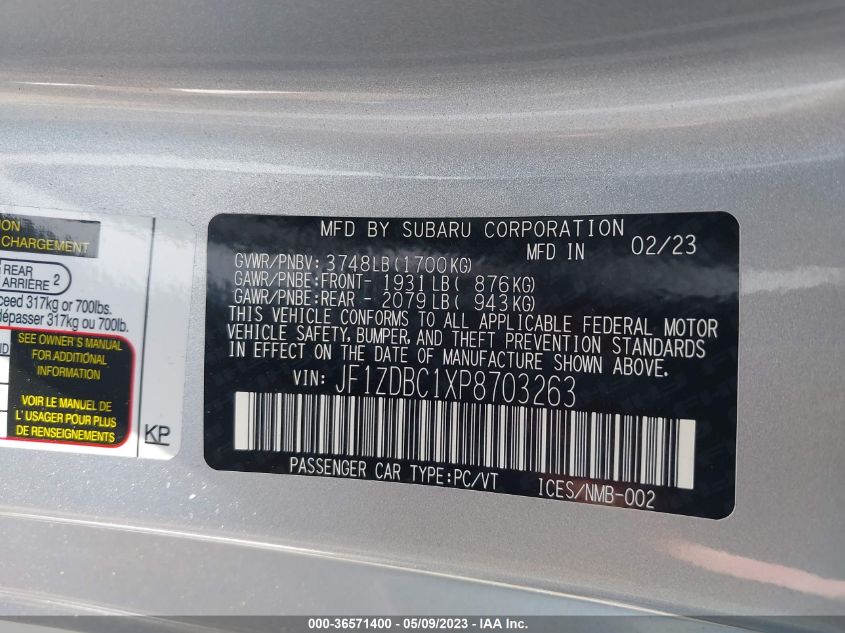 ON
CHARGEMENT
REAR
ARRIÈRE 2
ceed 317kg or 700lbs.
dépasser 317kg ou 700lb.
SEE OWNER'S MANUAL
FOR ADDITIONAL
INFORMATION
VOIR LE MANUEL DE
L' USAGER POUR PLUS
DE RENSEIGNEMENTS
KP
MFD BY SUBARU CORPORATION
MFD IN 02/23
GVWR/PNBV: 3748LB(1700KG)
GAWR/PNBE:FRONT- 1931LB( 876KG)
GAWR/PNBE:REAR - 2079LB( 943KG)
THIS VEHICLE CONFORMS TO ALL APPLICABLE FEDERAL MOTOR
VEHICLE SAFETY, BUMPER, AND THEFT PREVENTION STANDARDS
IN EFFECT ON THE DATE OF MANUFACTURE SHOWN ABOVE.
VIN: JF1ZDBC1XP8703263
PASSENGER CAR TYPE:PC/VT ICES/NMB-002
000-36571400 - 05/09/2023 - IAA Inc.